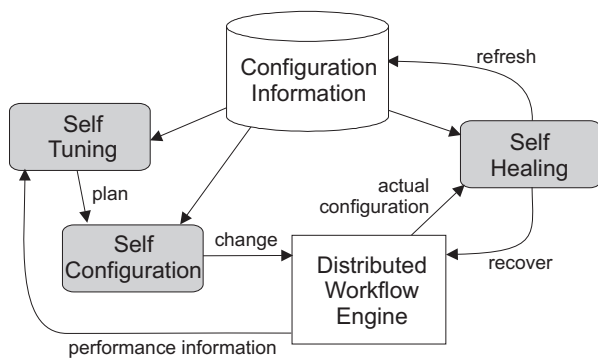 Configuration
Information
refresh
Self
Tuning
Self
Healing
plan
actual
configuration
Self
Configuration
change
Distributed
Workflow
Engine
recover
performance information